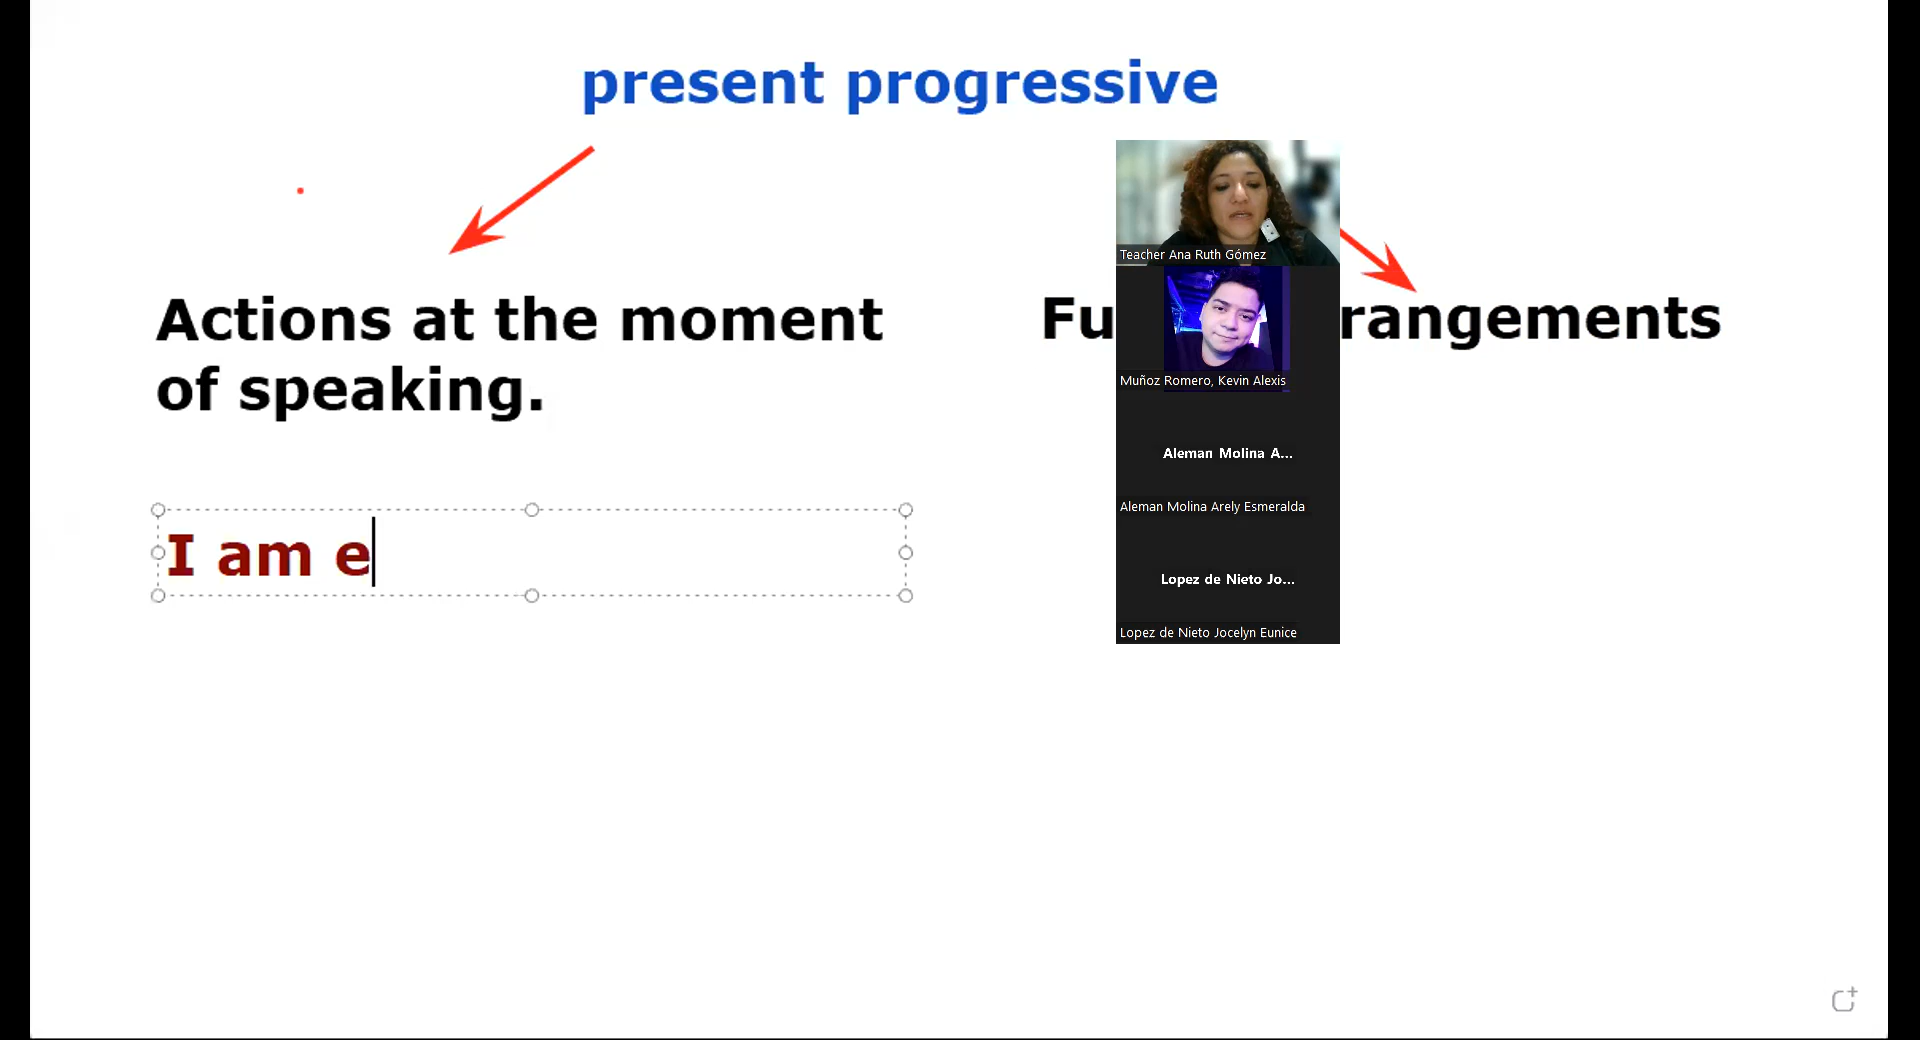 present progressive
Actions at the moment
of speaking.
I am e
Fu rangements
Teacher Ana Ruth Gómez
Muñoz Romero, Kevin Alexis
Aleman Molina A...
Aleman Molina Arely Esmeralda
Lopez de Nieto Jo...
Lopez de Nieto Jocelyn Eunice